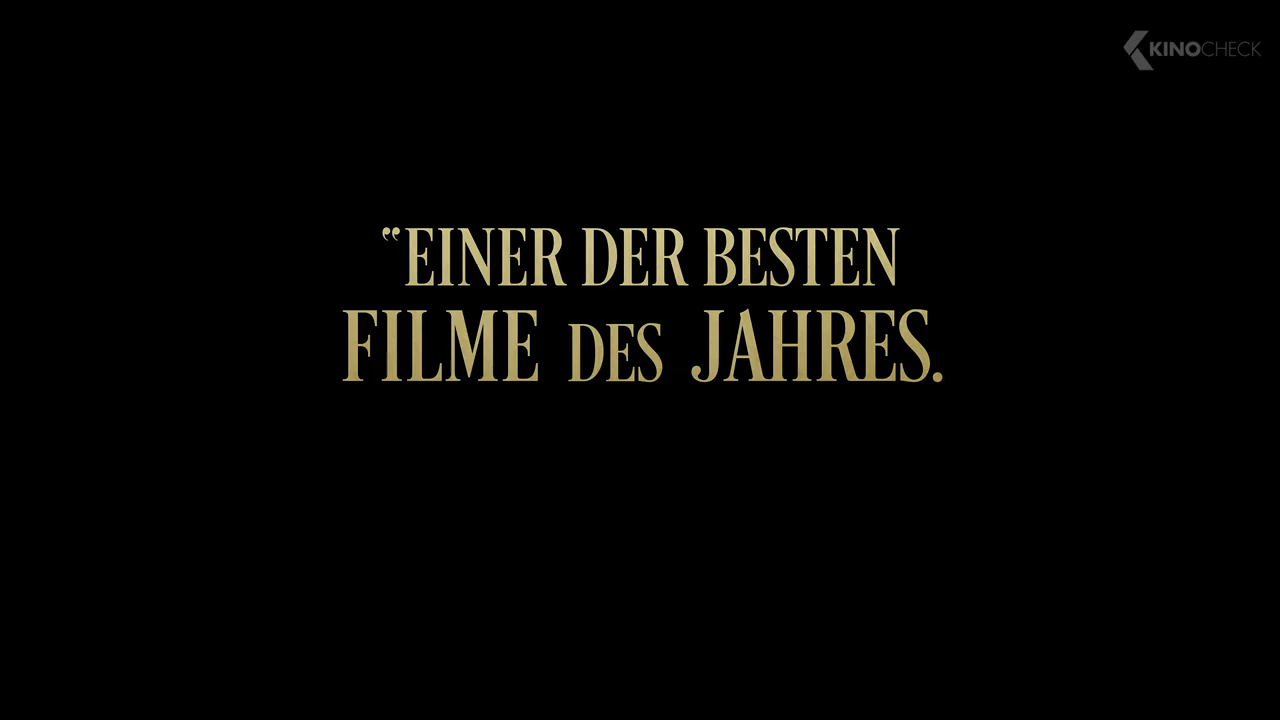 KINOCHECK
“EINER DER BESTEN
FILME DES JAHRES.